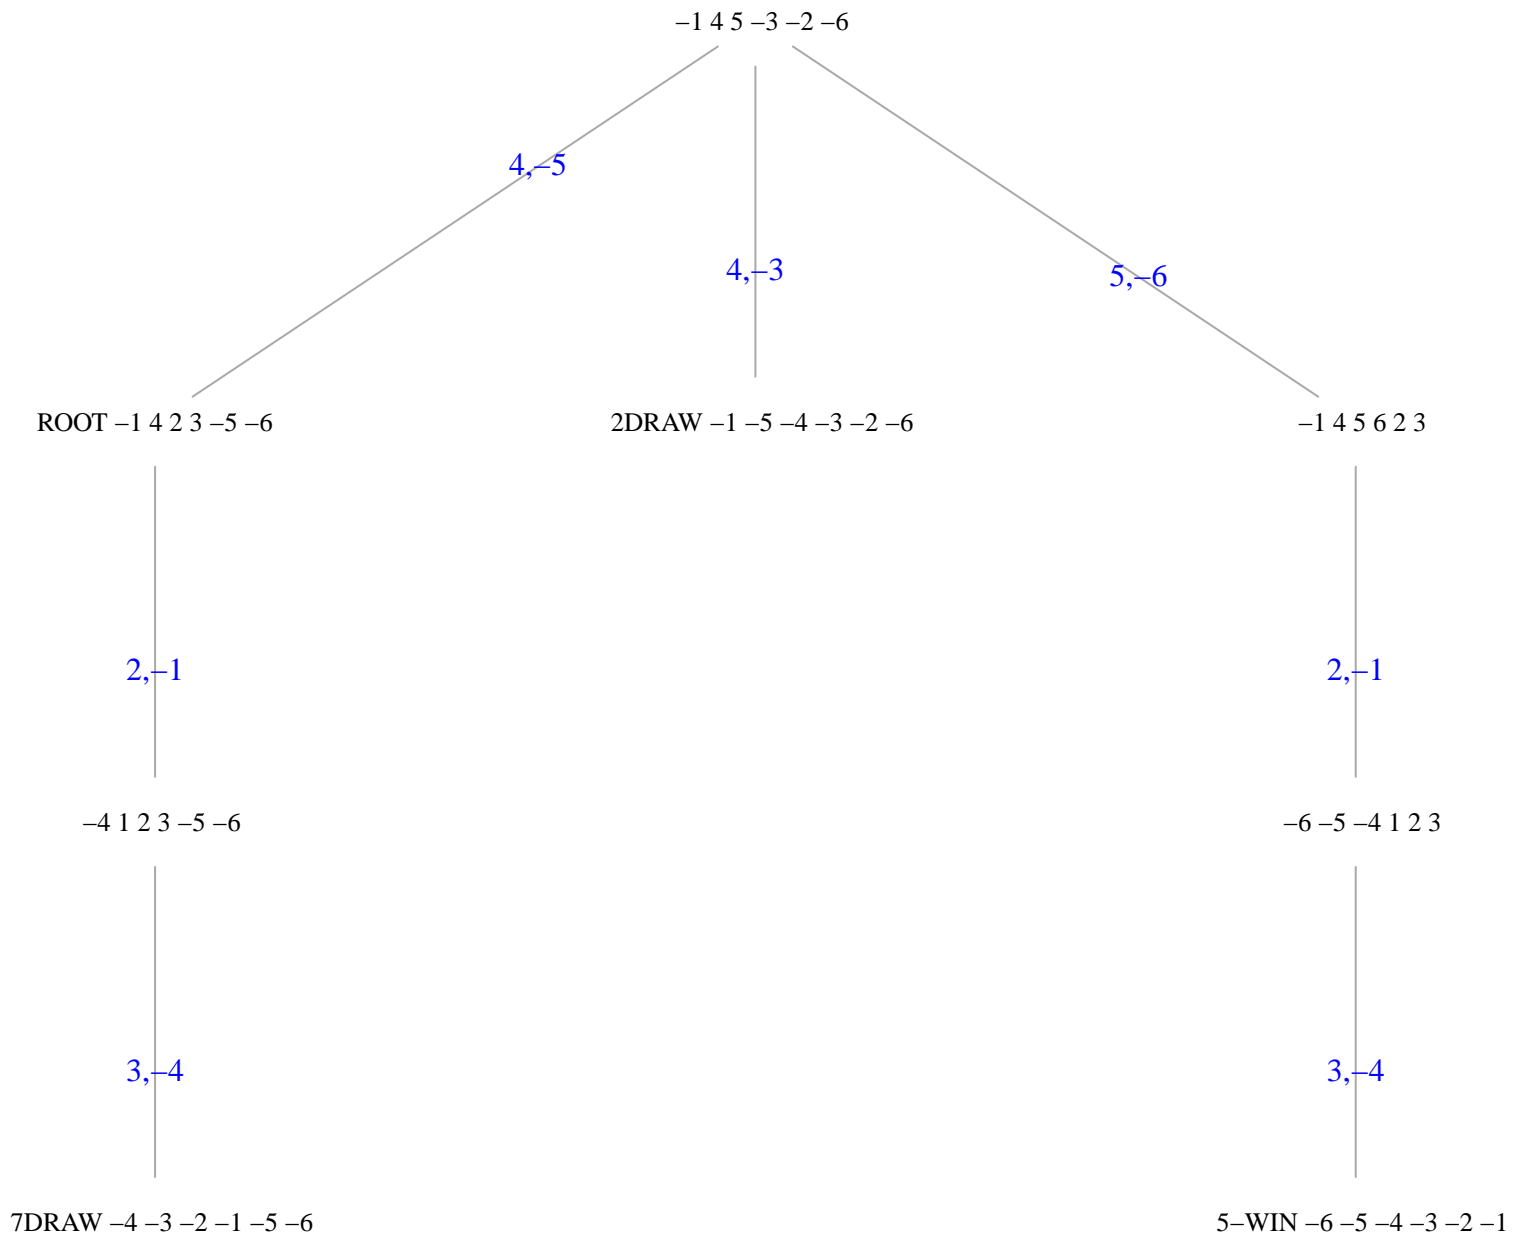 –1 4 5 –3 –2 –6
4,–5
4,–3
5,–6
ROOT –1 4 2 3 –5 –6
2DRAW –1 –5 –4 –3 –2 –6
–1 4 5 6 2 3
2,–1
2,–1
–4 1 2 3 –5 –6
–6 –5 –4 1 2 3
3,–4
3,–4
7DRAW –4 –3 –2 –1 –5 –6
5–WIN –6 –5 –4 –3 –2 –1